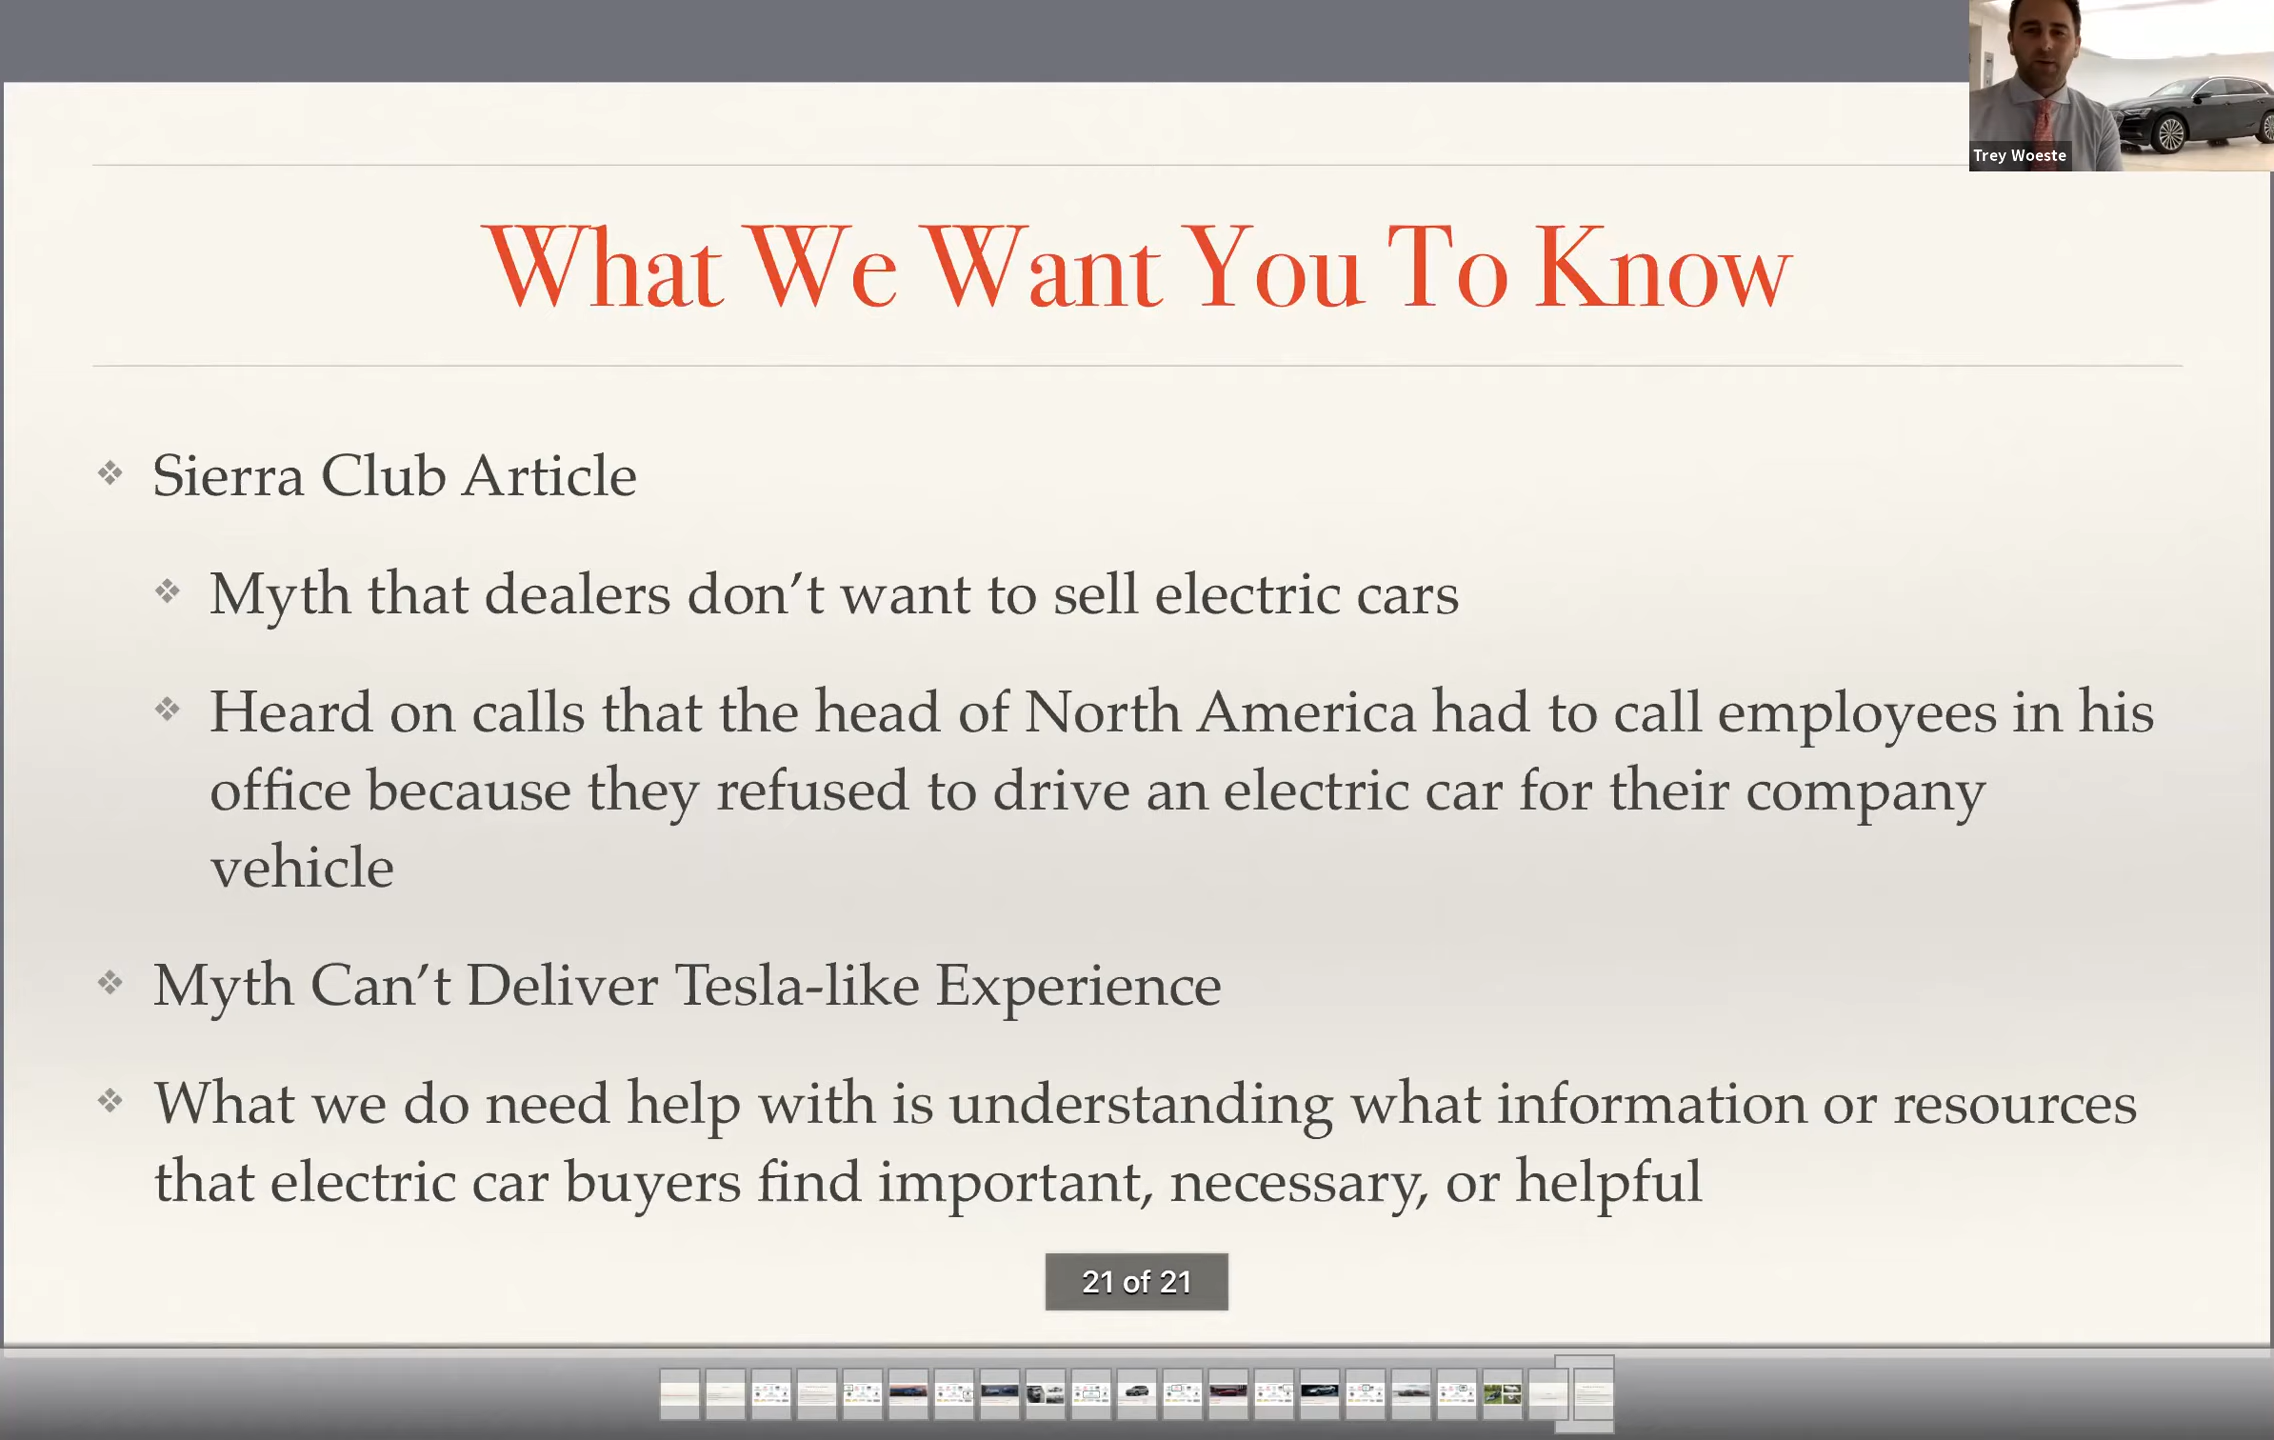 Trey Woeste
What We Want You To Know
❖ Sierra Club Article
❖ Myth that dealers don’t want to sell electric cars
❖ Heard on calls that the head of North America had to call employees in his
office because they refused to drive an electric car for their company
vehicle
❖ Myth Can’t Deliver Tesla-like Experience
❖ What we do need help with is understanding what information or resources
that electric car buyers find important, necessary, or helpful
21 of 21